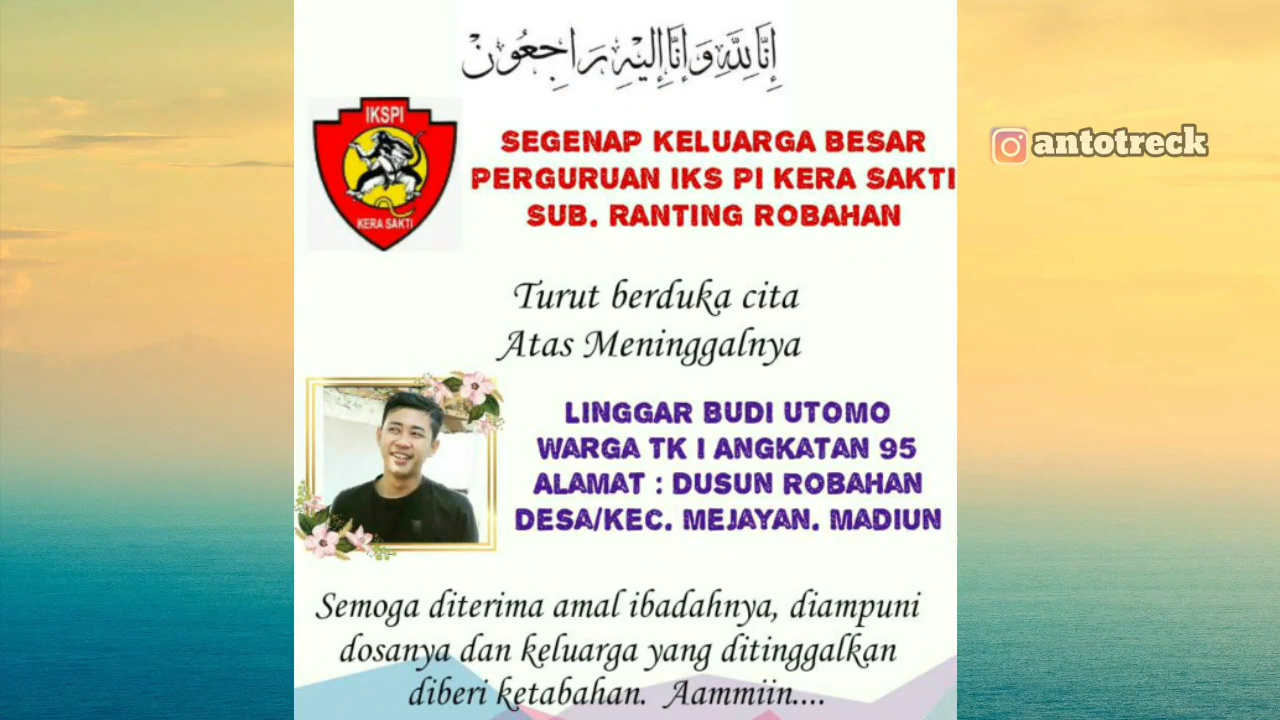 إِنَّا لِلَّهِ وَإِنَّا إِلَيْهِ رَاجِعُوْنَ
IKSPI
KERA SAKTI
SEGENAP KELUARGA BESAR
PERGURUAN IKS PI KERA SAKTI
SUB. RANTING ROBAHAN
antotreck
Turut berduka cita
Atas Meninggalnya
LINGGAR BUDI UTOMO
WARGA TK I ANGKATAN 95
ALAMAT : DUSUN ROBAHAN
DESA/KEC. MEJAYAN. MADIUN
Semoga diterima amal ibadahnya, diampuni
dosanya dan keluarga yang ditinggalkan
diberi ketabahan. Aammiin....